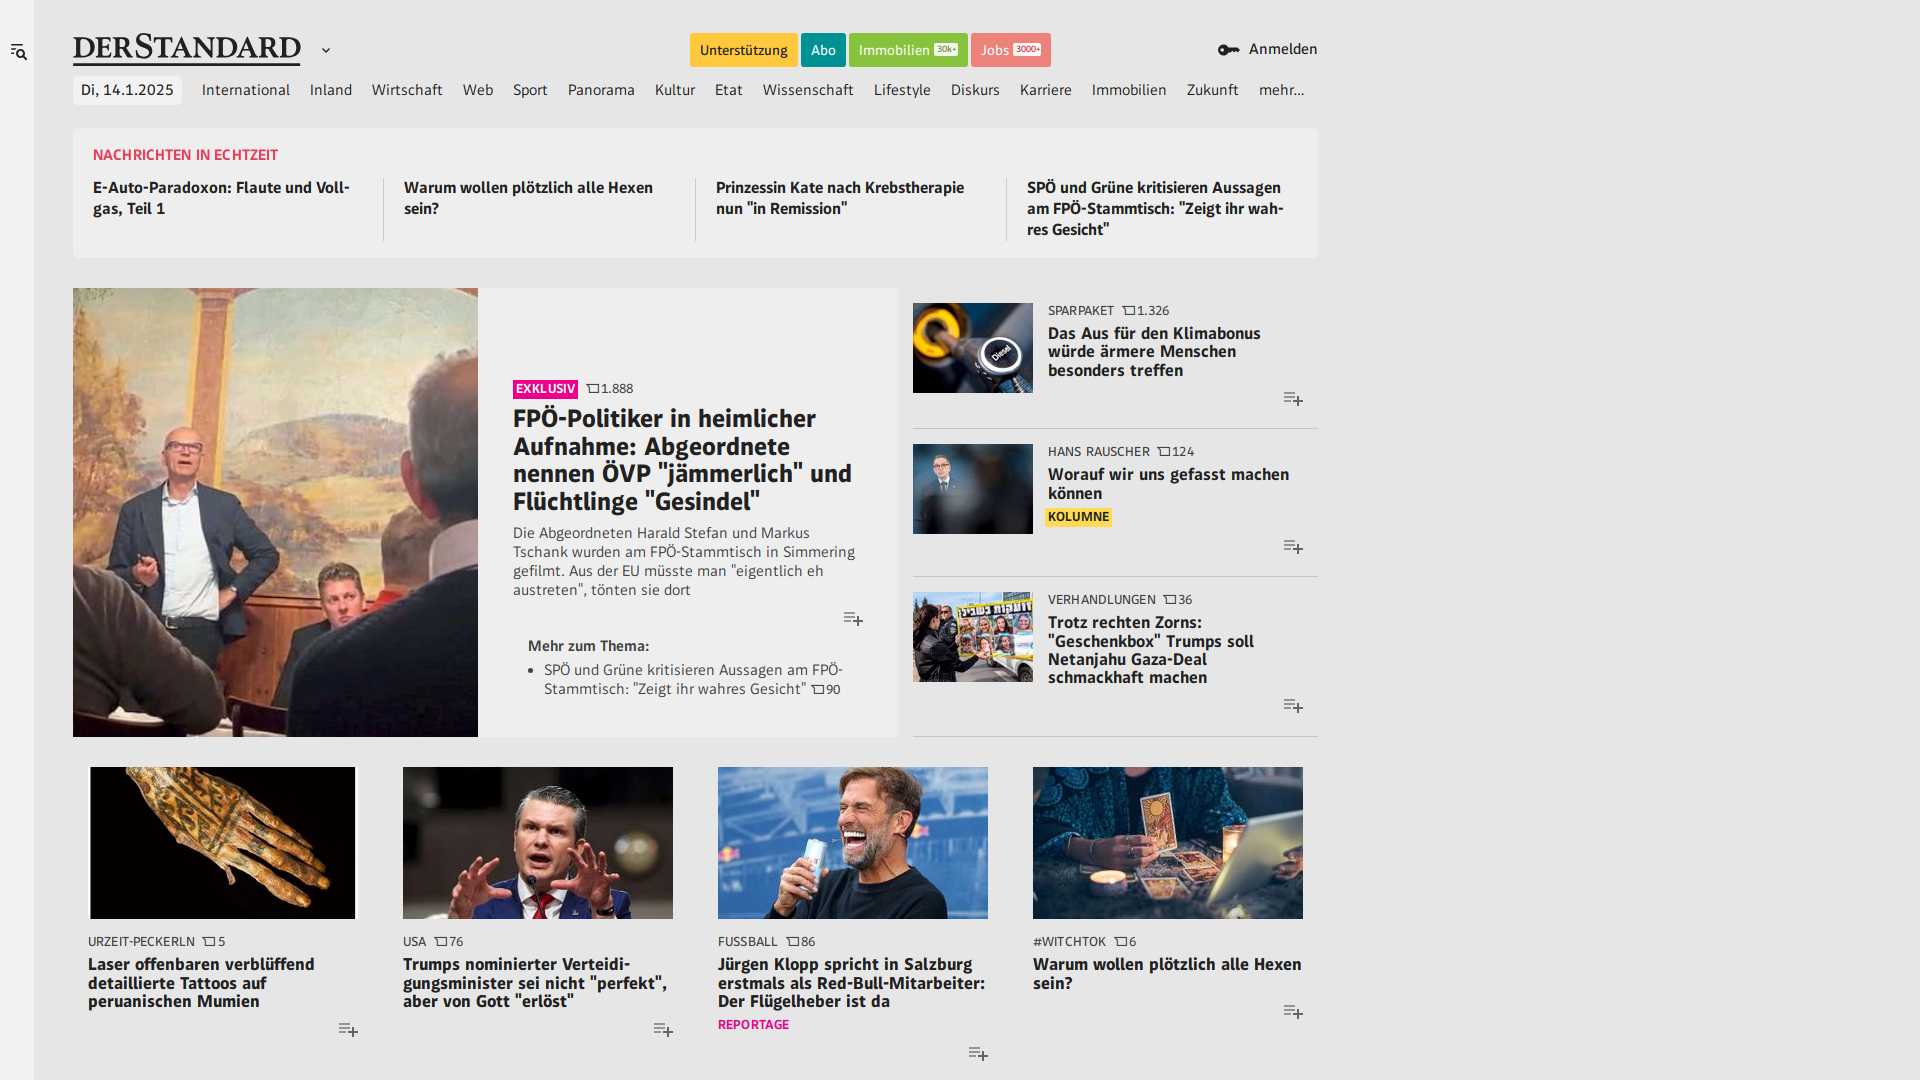 DERSTANDARD
Unterstützung
Abo
Immobilien 30k+
Jobs 3000+
Anmelden
Di, 14.1.2025
International
Inland
Wirtschaft
Web
Sport
Panorama
Kultur
Etat
Wissenschaft
Lifestyle
Diskurs
Karriere
Immobilien
Zukunft
mehr...
NACHRICHTEN IN ECHTZEIT
E-Auto-Paradoxon: Flaute und Voll-
gas, Teil 1
Warum wollen plötzlich alle Hexen
sein?
Prinzessin Kate nach Krebstherapie
nun "in Remission"
SPÖ und Grüne kritisieren Aussagen
am FPÖ-Stammtisch: "Zeigt ihr wah-
res Gesicht"
EXKLUSIV 1.888
FPÖ-Politiker in heimlicher
Aufnahme: Abgeordnete
nennen ÖVP "jämmerlich" und
Flüchtlinge "Gesindel"
Die Abgeordneten Harald Stefan und Markus
Tschank wurden am FPÖ-Stammtisch in Simmering
gefilmt. Aus der EU müsste man "eigentlich eh
austreten", tönten sie dort
Mehr zum Thema:
• SPÖ und Grüne kritisieren Aussagen am FPÖ-
Stammtisch: "Zeigt ihr wahres Gesicht" 90
Diesel
SPARPAKET 1.326
Das Aus für den Klimabonus
würde ärmere Menschen
besonders treffen
HANS RAUSCHER 124
Worauf wir uns gefasst machen
können
KOLUMNE
VERHANDLUNGEN 36
Trotz rechten Zorns:
"Geschenkbox" Trumps soll
Netanjahu Gaza-Deal
schmackhaft machen
URZEIT-PECKERLN 5
Laser offenbaren verblüffend
detaillierte Tattoos auf
peruanischen Mumien
USA 76
Trumps nominierter Verteidi-
gungsminister sei nicht "perfekt",
aber von Gott "erlöst"
FUSSBALL 86
Jürgen Klopp spricht in Salzburg
erstmals als Red-Bull-Mitarbeiter:
Der Flügelheber ist da
REPORTAGE
#WITCHTOK 6
Warum wollen plötzlich alle Hexen
sein?